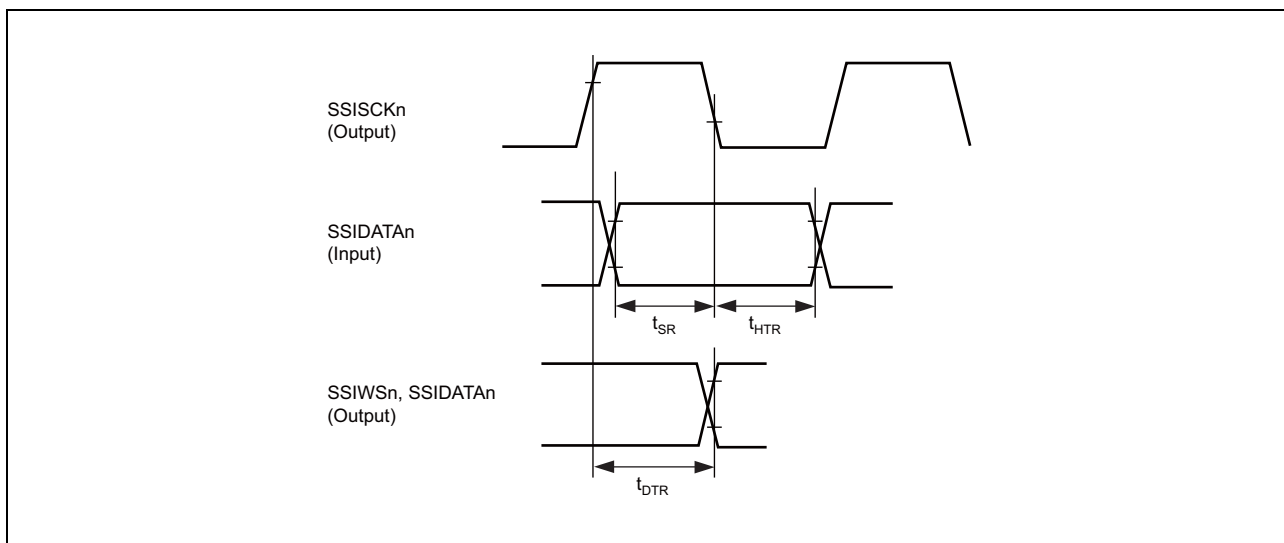 SSISCKn
(Output)
SSIDATAn
(Input)
tSR
tHTR
SSIWSn, SSIDATAn
(Output)
tDTR